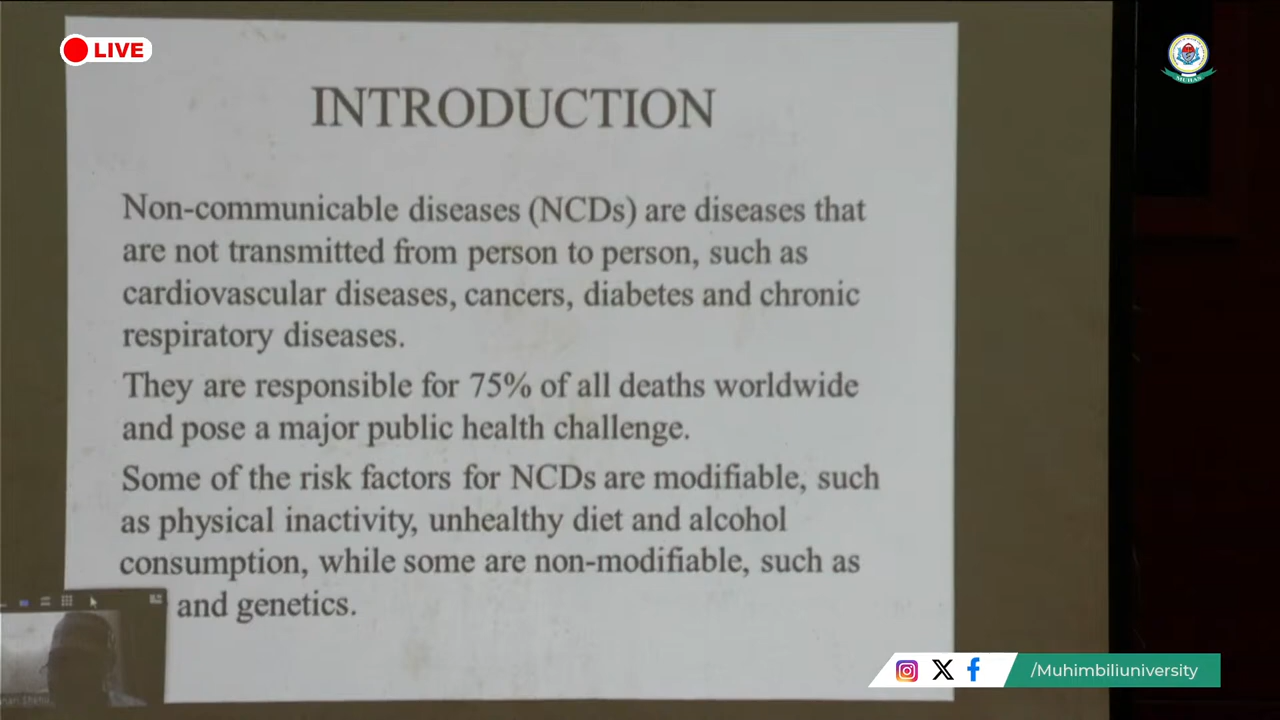 LIVE
MUHAS
INTRODUCTION
Non-communicable diseases (NCDs) are diseases that
are not transmitted from person to person, such as
cardiovascular diseases, cancers, diabetes and chronic
respiratory diseases.
They are responsible for 75% of all deaths worldwide
and pose a major public health challenge.
Some of the risk factors for NCDs are modifiable, such
as physical inactivity, unhealthy diet and alcohol
consumption, while some are non-modifiable, such as
and genetics.
/Muhimbiliuniversity